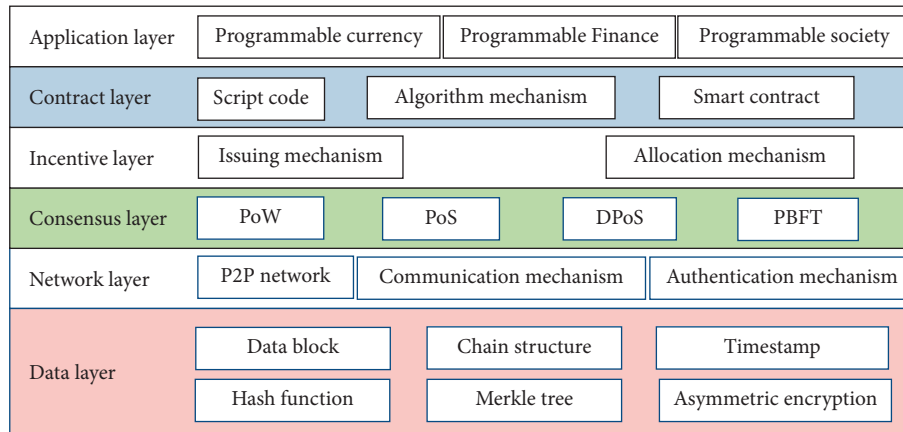 Application layer
Programmable currency
Programmable Finance
Programmable society
Contract layer
Script code
Algorithm mechanism
Smart contract
Incentive layer
Issuing mechanism
Allocation mechanism
Consensus layer
PoW
PoS
DPoS
PBFT
Network layer
P2P network
Communication mechanism
Authentication mechanism
Data layer
Data block
Chain structure
Timestamp
Hash function
Merkle tree
Asymmetric encryption